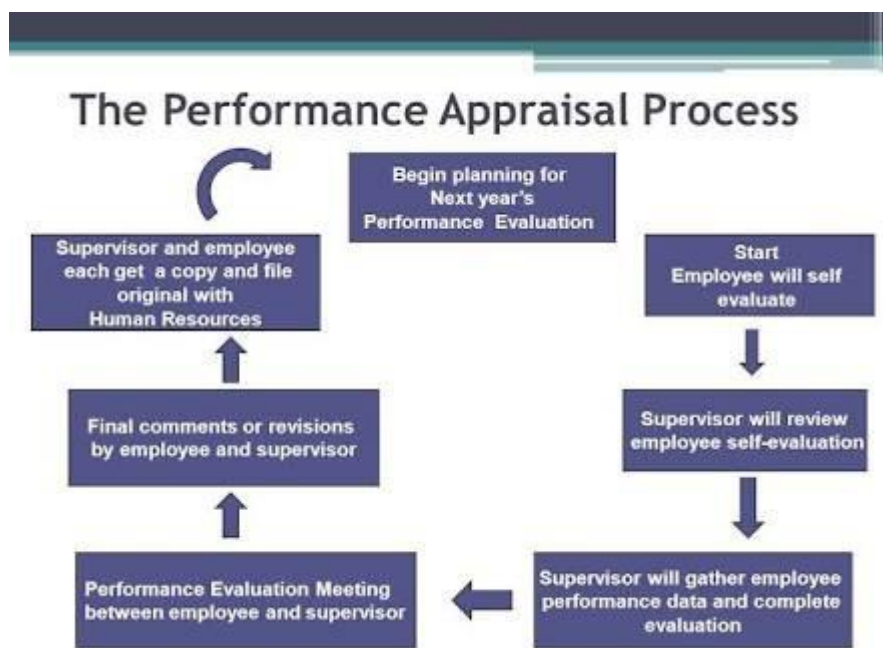 The Performance Appraisal Process
Begin planning for
Next year's
Performance Evaluation
Start
Employee will self
evaluate
Supervisor will review
employee self-evaluation
Supervisor will gather employee
performance data and complete
evaluation
Performance Evaluation Meeting
between employee and supervisor
Final comments or revisions
by employee and supervisor
Supervisor and employee
each get a copy and file
original with
Human Resources